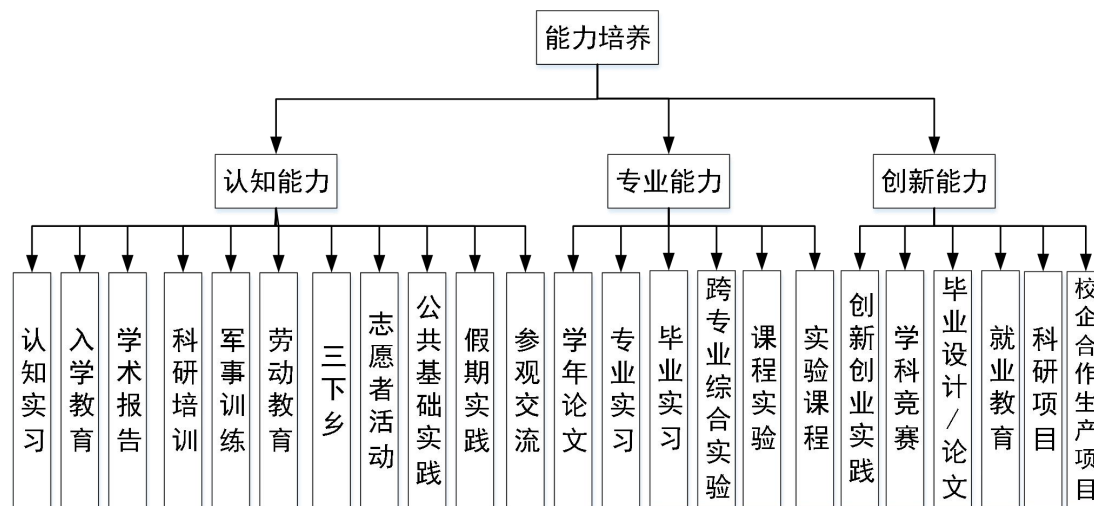 能力培养
认知能力
专业能力
创新能力
认知实习
入学教育
学术报告
科研培训
军事训练
劳动教育
三下乡
志愿者活动
公共基础实践
假期实践
参观交流
学年论文
专业实习
毕业实习
跨专业综合实验
课程实验
实验课程
创新创业实践
学科竞赛
毕业设计/论文
就业教育
科研项目
校企合作生产项目